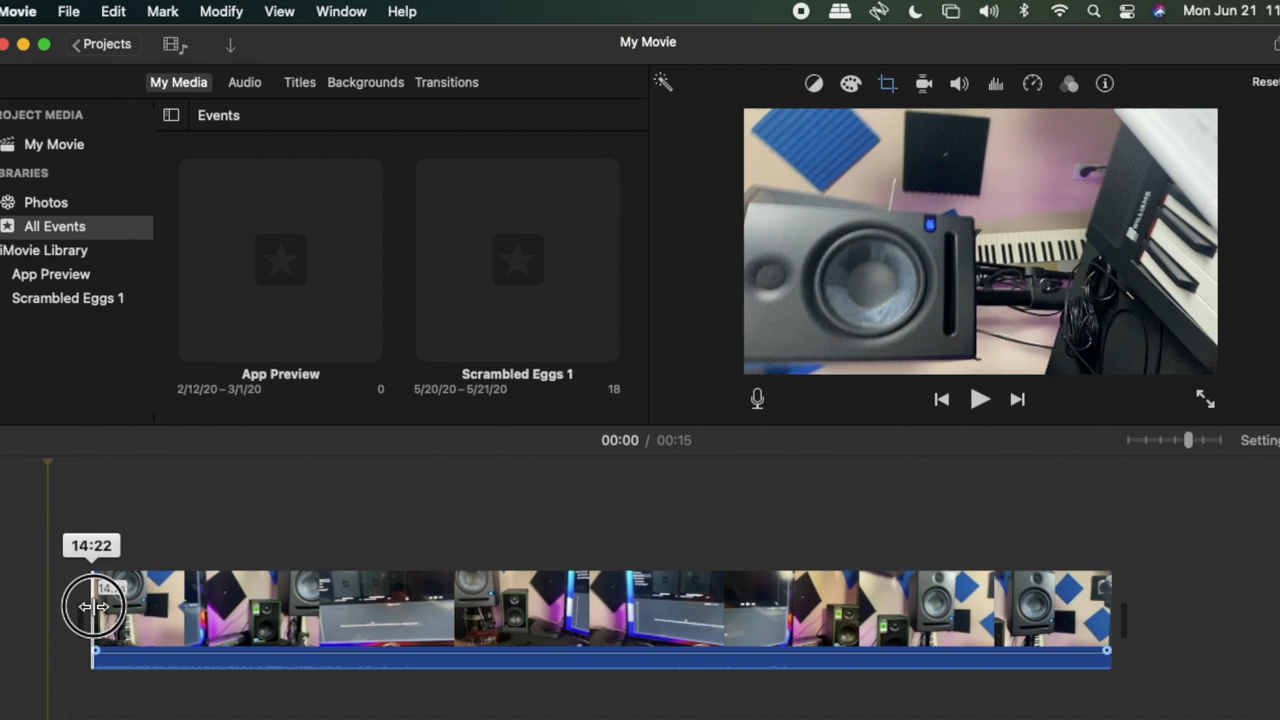 Movie File Edit Mark Modify View Window Help Mon Jun 21 11
Projects My Movie
My Media Audio Titles Backgrounds Transitions Reset
ROJECT MEDIA
Events
My Movie
BRARIES
Photos
All Events
iMovie Library
App Preview
Scrambled Eggs 1
App Preview Scrambled Eggs 1
2/12/20 – 3/1/20 0 5/20/20 – 5/21/20 18
WILLIAMS
00:00 / 00:15 Setting
14:22